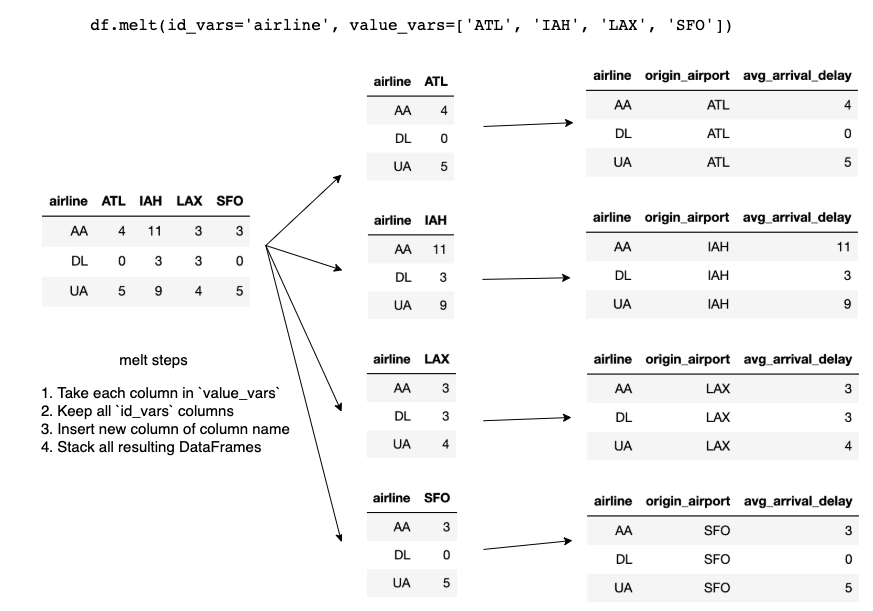 df.melt(id_vars='airline', value_vars=['ATL', 'IAH', 'LAX', 'SFO'])
airline ATL IAH LAX SFO
AA 4 11 3 3
DL 0 3 3 0
UA 5 9 4 5
melt steps
1. Take each column in `value_vars`
2. Keep all `id_vars` columns
3. Insert new column of column name
4. Stack all resulting DataFrames
airline ATL
AA 4
DL 0
UA 5
airline origin_airport avg_arrival_delay
AA ATL 4
DL ATL 0
UA ATL 5
airline IAH
AA 11
DL 3
UA 9
airline origin_airport avg_arrival_delay
AA IAH 11
DL IAH 3
UA IAH 9
airline LAX
AA 3
DL 3
UA 4
airline origin_airport avg_arrival_delay
AA LAX 3
DL LAX 3
UA LAX 4
airline SFO
AA 3
DL 0
UA 5
airline origin_airport avg_arrival_delay
AA SFO 3
DL SFO 0
UA SFO 5